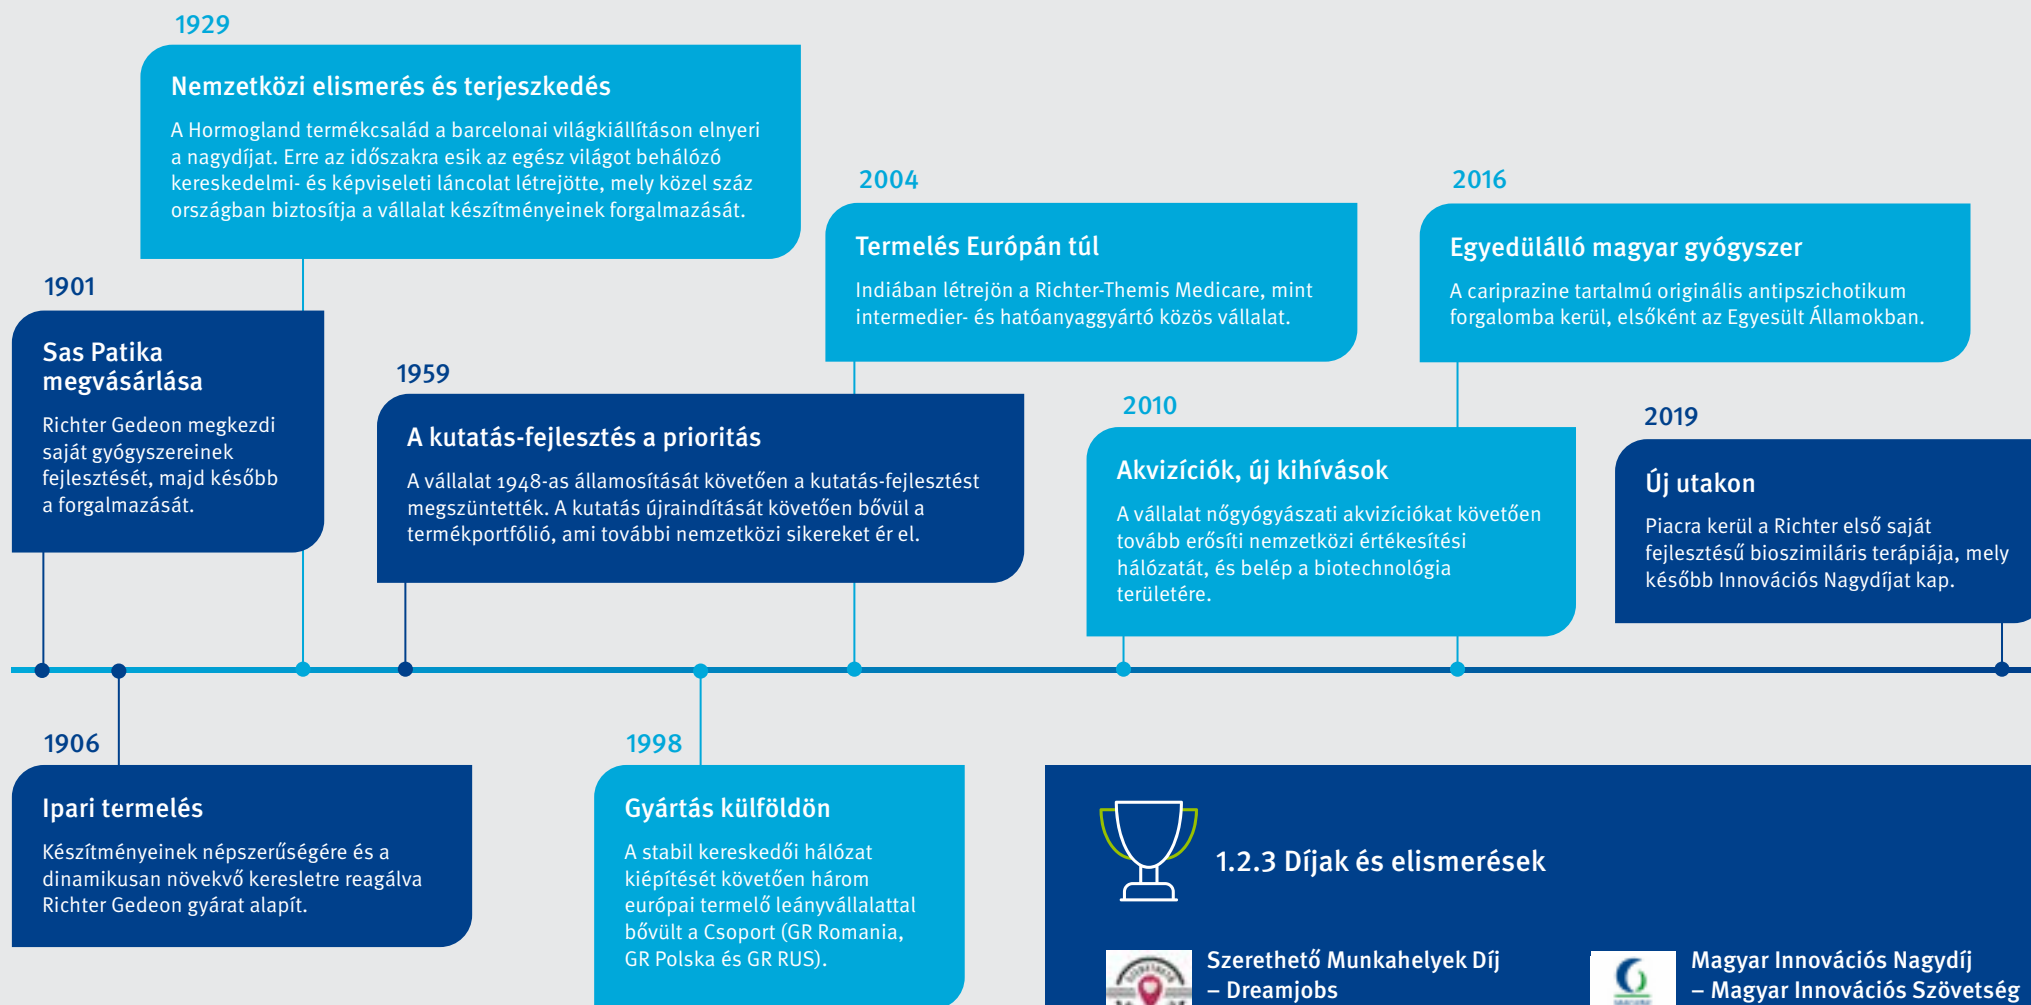 1929
Nemzetközi elismerés és terjeszkedés
A Hormogland termékcsalád a barcelonai világkiállításon elnyeri
a nagydíjat. Erre az időszakra esik az egész világot behálózó
kereskedelmi- és képviseleti láncolat létrejötte, mely közel száz
országban biztosítja a vállalat készítményeinek forgalmazását.
2004
Termelés Európán túl
Indiában létrejön a Richter-Themis Medicare, mint
intermedier- és hatóanyaggyártó közös vállalat.
2016
Egyedülálló magyar gyógyszer
A cariprazine tartalmú originális antipszichotikum
forgalomba kerül, elsőként az Egyesült Államokban.
1901
Sas Patika
megvásárlása
Richter Gedeon megkezdi
saját gyógyszereinek
fejlesztését, majd később
a forgalmazását.
1959
A kutatás-fejlesztés a prioritás
A vállalat 1948-as államosítását követően a kutatás-fejlesztést
megszüntették. A kutatás újraindítását követően bővül a
termékportfólió, ami további nemzetközi sikereket ér el.
2010
Akvizíciók, új kihívások
A vállalat nőgyógyászati akvizíciókat követően
tovább erősíti nemzetközi értékesítési
hálózatát, és belép a biotechnológia
területére.
2019
Új utakon
Piacra kerül a Richter első saját
fejlesztésű bioszimiláris terápiája, mely
később Innovációs Nagydíjat kap.
1906
Ipari termelés
Készítményeinek népszerűségére és a
dinamikusan növekvő keresletre reagálva
Richter Gedeon gyárat alapít.
1998
Gyártás külföldön
A stabil kereskedői hálózat
kiépítését követően három
európai termelő leányvállalattal
bővült a Csoport (GR Romania,
GR Polska és GR RUS).
1.2.3 Díjak és elismerések
Szerethető Munkahelyek Díj
– Dreamjobs
Magyar Innovációs Nagydíj
– Magyar Innovációs Szövetség